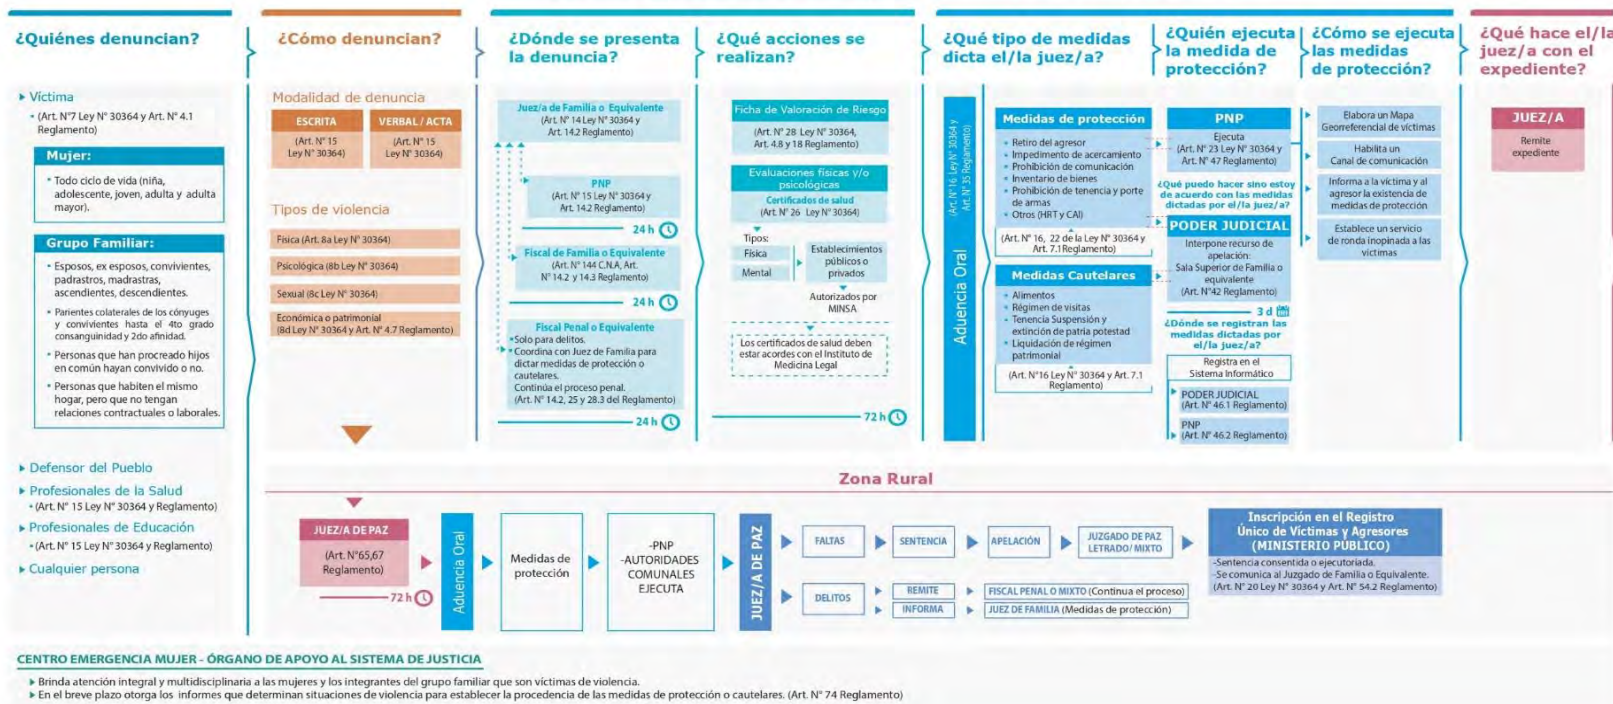 ¿Quiénes denuncian?
▸ Víctima
• (Art. N°7 Ley N° 30364 y Art. 4.1
Reglamento)
Mujer:
• Todo ciclo de vida (niña,
adolescente, joven, adulta y adulta
mayor).
Grupo Familiar:
• Esposos, ex esposos, convivientes,
padrastros, madrastras,
ascendientes, descendientes.
• Parientes colaterales de los cónyuges
y convivientes hasta el 4to grado
consanguinidad y 2do afinidad.
• Personas que han procreado hijos
en común hayan convivido o no.
• Personas que habiten el mismo
hogar, pero que no tengan
relaciones contractuales o laborales.
▸ Defensor del Pueblo
▸ Profesionales de la Salud
• (Art. N° 15 Ley N° 30364 y Reglamento)
▸ Profesionales de Educación
• (Art. N° 15 Ley N° 30364 y Reglamento)
▸ Cualquier persona
¿Cómo denuncian?
Modalidad de denuncia
ESCRITA
(Art. N° 15
Ley N° 30364)
VERBAL / ACTA
(Art. N° 15
Ley N° 30364)
Tipos de violencia
Física (Art. 8a Ley N° 30364)
Psicológica (8b Ley N° 30364)
Sexual (8c Ley N° 30364)
Económica o patrimonial
(8d Ley N° 30364 y Art. N° 4.7 Reglamento)
¿Dónde se presenta
la denuncia?
Juez/a de Familia o Equivalente
(Art. N° 14 Ley N° 30364 y
Art. 14.2 Reglamento)
PNP
(Art. N° 15 Ley N° 30364 y
Art. 14.2 Reglamento)
24 h
Fiscal de Familia o Equivalente
(Art. N° 144 C.N.A, Art.
N° 14.2 y 14.3 Reglamento)
24 h
Fiscal Penal o Equivalente
• Solo para delitos.
• Coordina con Juez de Familia para
dictar medidas de protección o
cautelares.
Continúa el proceso penal.
(Art. N° 14.2, 25 y 28.3 del Reglamento)
24 h
¿Qué acciones se
realizan?
Ficha de Valoración de Riesgo
(Art. N° 28 Ley N° 30364,
Art. 4.8 y 18 Reglamento)
Evaluaciones físicas y/o
psicológicas
Certificados de salud
(Art. N° 26 Ley N° 30364)
Tipos:
Física
Mental
Establecimientos
públicos o
privados
Autorizados por
MINSA
Los certificados de salud deben
estar acordes con el Instituto de
Medicina Legal
72 h
¿Qué tipo de medidas
dicta el/la juez/a?
Aduencia Oral
(Art. N° 16 Ley N° 30364 y
Art. N° 35 Reglamento)
Medidas de protección
• Retiro del agresor
• Impedimento de acercamiento
• Prohibición de comunicación
• Inventario de bienes
• Prohibición de tenencia y porte
de armas
• Otros (HRT y CAI)
(Art. N° 16, 22 de la Ley N° 30364 y
Art. 7.1 Reglamento)
Medidas Cautelares
• Alimentos
• Régimen de visitas
• Tenencia Suspensión y
extinción de patria potestad
• Liquidación de régimen
patrimonial
(Art. N°16 Ley N° 30364 y Art. 7.1
Reglamento)
¿Quién ejecuta
la medida de
protección?
PNP
Ejecuta
(Art. N° 23 Ley N° 30364 y
Art. N° 47 Reglamento)
¿Qué puedo hacer sino estoy
de acuerdo con las medidas
dictadas por el/la juez/a?
PODER JUDICIAL
Interpone recurso de
apelación:
Sala Superior de Familia o
equivalente
(Art. N°42 Reglamento)
3 d
¿Dónde se registran las
medidas dictadas por
el/la juez/a?
Registra en el
Sistema Informático
▸ PODER JUDICIAL
(Art. N° 46.1 Reglamento)
▸ PNP
(Art. N° 46.2 Reglamento)
¿Cómo se ejecuta
las medidas
de protección?
Elabora un Mapa
Georreferencial de víctimas
Habilita un
Canal de comunicación
Informa a la víctima y al
agresor la existencia de
medidas de protección
Establece un servicio
de ronda inopinada a las
víctimas
¿Qué hace el/la
juez/a con el
expediente?
JUEZ/A
Remite
expediente
Zona Rural
JUEZ/A DE PAZ
(Art. N°65,67
Reglamento)
72 h
Aduencia Oral
Medidas de
protección
-PNP
-AUTORIDADES
COMUNALES
EJECUTA
JUEZ/A DE PAZ
FALTAS
SENTENCIA
APELACIÓN
JUZGADO DE PAZ
LETRADO/ MIXTO
Inscripción en el Registro
Único de Víctimas y Agresores
(MINISTERIO PUBLICO)
-Sentencia consentida o ejecutoriada.
-Se comunica al Juzgado de Familia o Equivalente.
(Art. N° 20 Ley N° 30364 y Art. N° 54.2 Reglamento)
DELITOS
REMITE
FISCAL PENAL O MIXTO (Continua el proceso)
INFORMA
JUEZ DE FAMILIA (Medidas de protección)
CENTRO EMERGENCIA MUJER - ÓRGANO DE APOYO AL SISTEMA DE JUSTICIA
▸ Brinda atención integral y multidisciplinaria a las mujeres y los integrantes del grupo familiar que son víctimas de violencia.
▸ En el breve plazo otorga los informes que determinan situaciones de violencia para establecer la procedencia de las medidas de protección o cautelares. (Art. N° 74 Reglamento)